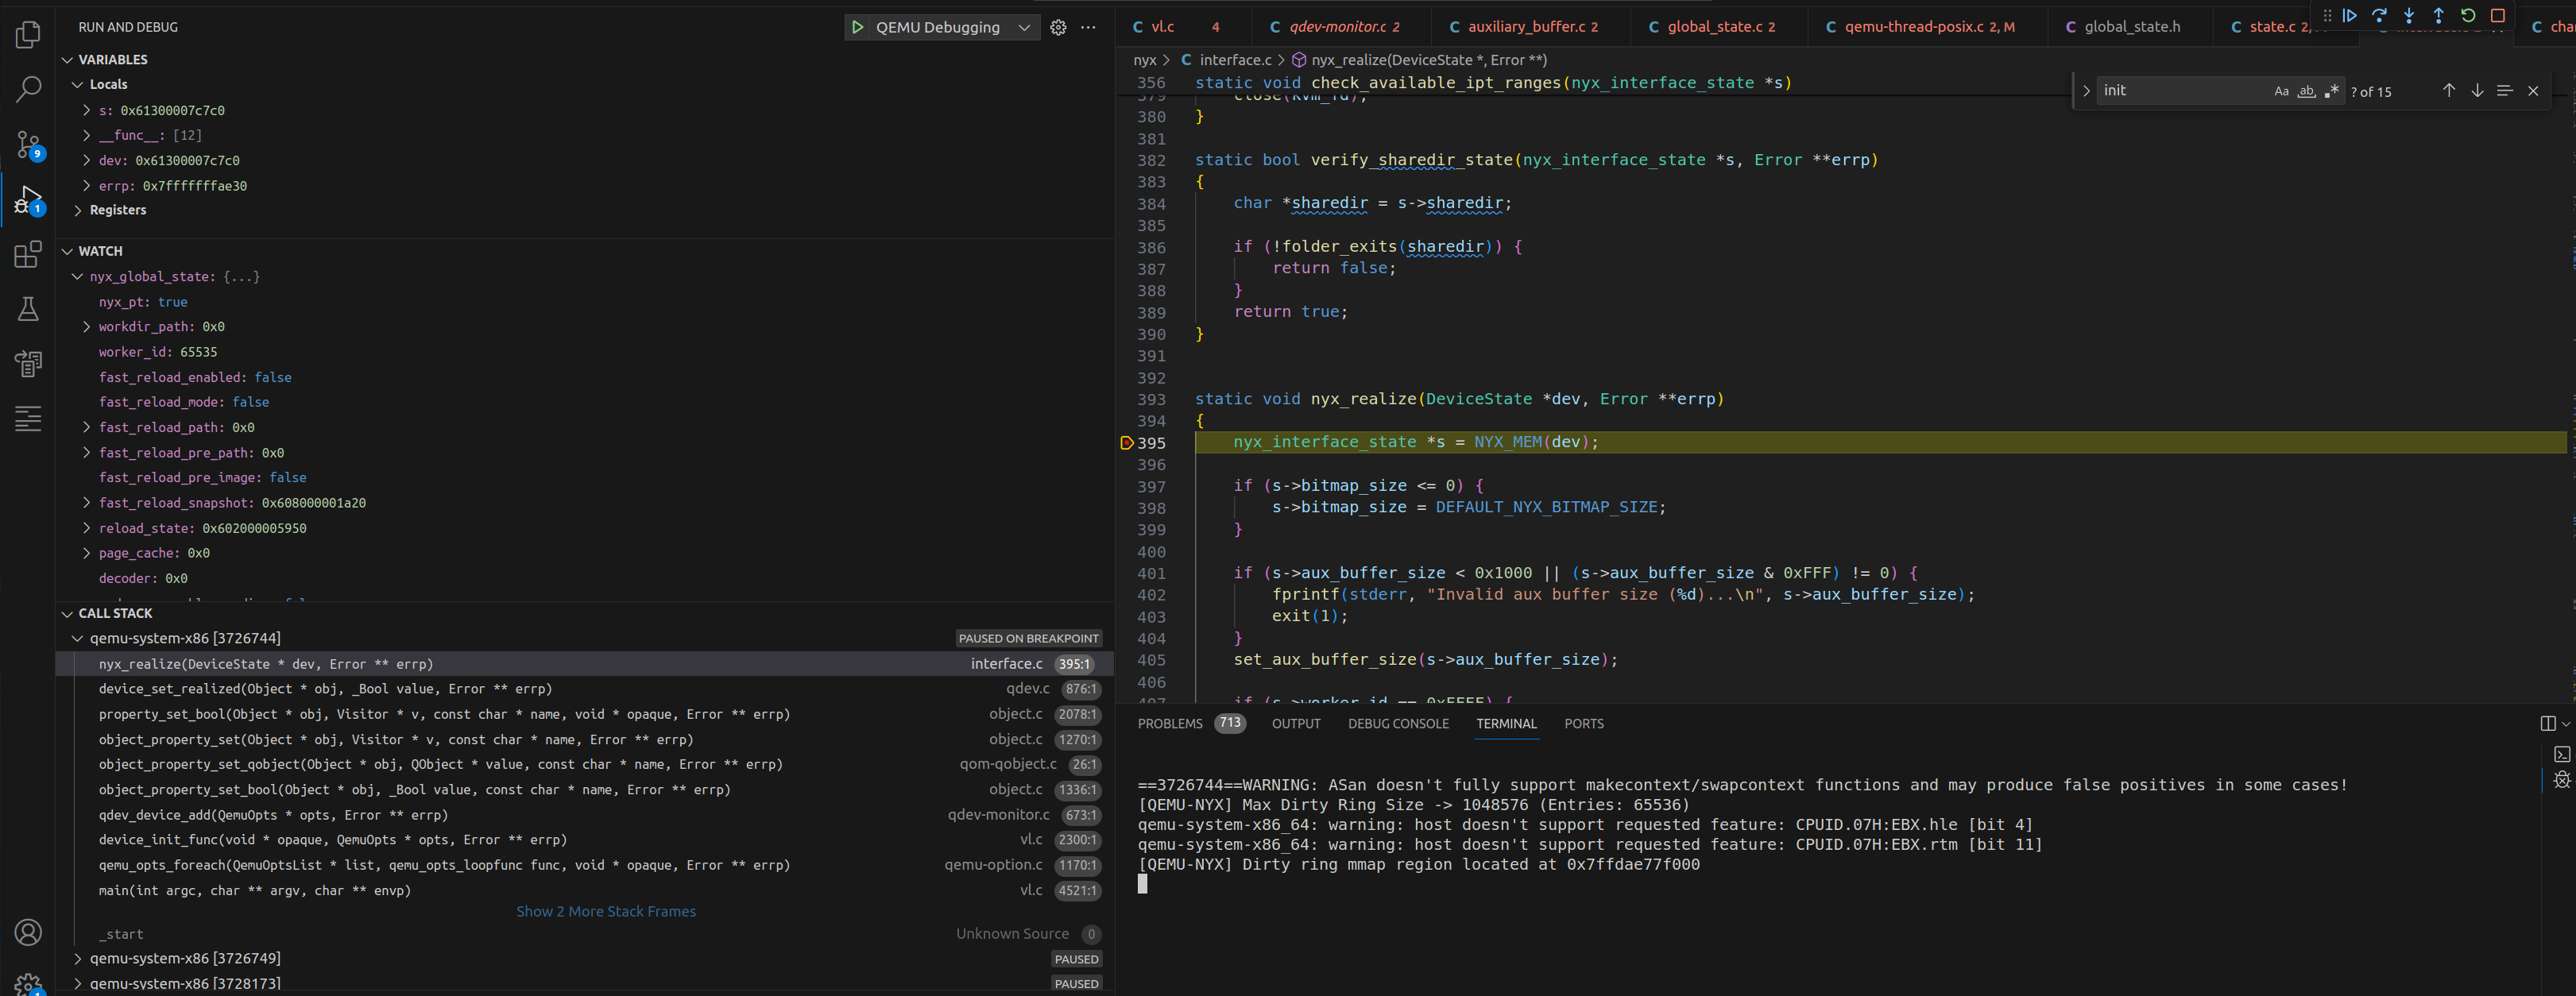 RUN AND DEBUG
QEMU Debugging
VARIABLES
Locals
s: 0x61300007c7c0
__func__: [12]
dev: 0x61300007c7c0
errp: 0x7fffffffae30
Registers
9
1
WATCH
nyx_global_state: {...}
nyx_pt: true
workdir_path: 0x0
worker_id: 65535
fast_reload_enabled: false
fast_reload_mode: false
fast_reload_path: 0x0
fast_reload_pre_path: 0x0
fast_reload_pre_image: false
fast_reload_snapshot: 0x608000001a20
reload_state: 0x602000005950
page_cache: 0x0
decoder: 0x0
CALL STACK
qemu-system-x86 [3726744] PAUSED ON BREAKPOINT
nyx_realize(DeviceState * dev, Error ** errp) interface.c 395:1
device_set_realized(Object * obj, _Bool value, Error ** errp) qdev.c 876:1
property_set_bool(Object * obj, Visitor * v, const char * name, void * opaque, Error ** errp) object.c 2078:1
object_property_set(Object * obj, Visitor * v, const char * name, Error ** errp) object.c 1270:1
object_property_set_qobject(Object * obj, QObject * value, const char * name, Error ** errp) qom-qobject.c 26:1
object_property_set_bool(Object * obj, _Bool value, const char * name, Error ** errp) object.c 1336:1
qdev_device_add(QemuOpts * opts, Error ** errp) qdev-monitor.c 673:1
device_init_func(void * opaque, QemuOpts * opts, Error ** errp) vl.c 2300:1
qemu_opts_foreach(QemuOptsList * list, qemu_opts_loopfunc func, void * opaque, Error ** errp) qemu-option.c 1170:1
main(int argc, char ** argv, char ** envp) vl.c 4521:1
Show 2 More Stack Frames
_start Unknown Source 0
qemu-system-x86 [3726749] PAUSED
qemu-system-x86 [3728173] PAUSED
C vl.c 4 C qdev-monitor.c 2 C auxiliary_buffer.c 2 C global_state.c 2 C qemu-thread-posix.c 2, M C global_state.h C state.c 2, C
nyx > C interface.c > nyx_realize(DeviceState *, Error **)
init Aa ab .* ? of 15
356 static void check_available_ipt_ranges(nyx_interface_state *s)
379 close(kvm_fd);
380 }
381
382 static bool verify_sharedir_state(nyx_interface_state *s, Error **errp)
383 {
384 char *sharedir = s->sharedir;
385
386 if (!folder_exits(sharedir)) {
387 return false;
388 }
389 return true;
390 }
391
392
393 static void nyx_realize(DeviceState *dev, Error **errp)
394 {
395 nyx_interface_state *s = NYX_MEM(dev);
396
397 if (s->bitmap_size <= 0) {
398 s->bitmap_size = DEFAULT_NYX_BITMAP_SIZE;
399 }
400
401 if (s->aux_buffer_size < 0x1000 || (s->aux_buffer_size & 0xFFF) != 0) {
402 fprintf(stderr, "Invalid aux buffer size (%d)...\n", s->aux_buffer_size);
403 exit(1);
404 }
405 set_aux_buffer_size(s->aux_buffer_size);
406
407 if (s->worker_id == 0xFFFF) {
PROBLEMS 713 OUTPUT DEBUG CONSOLE TERMINAL PORTS
==3726744==WARNING: ASan doesn't fully support makecontext/swapcontext functions and may produce false positives in some cases!
[QEMU-NYX] Max Dirty Ring Size -> 1048576 (Entries: 65536)
qemu-system-x86_64: warning: host doesn't support requested feature: CPUID.07H:EBX.hle [bit 4]
qemu-system-x86_64: warning: host doesn't support requested feature: CPUID.07H:EBX.rtm [bit 11]
[QEMU-NYX] Dirty ring mmap region located at 0x7ffdae77f000